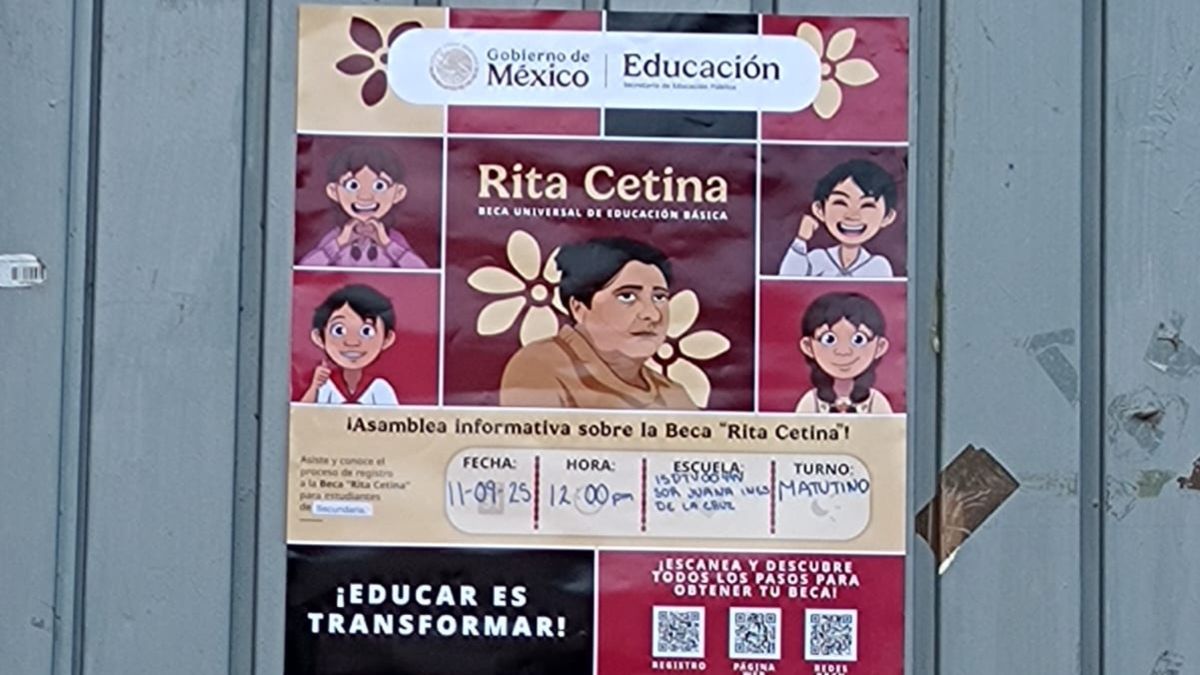 Gobierno de
México
Educación
Secretaría de Educación Pública
Rita Cetina
BECA UNIVERSAL DE EDUCACIÓN BÁSICA
¡Asamblea informativa sobre la Beca "Rita Cetina"!
Asiste y conoce el
proceso de registro
a la Beca "Rita Cetina"
para estudiantes
de Secundaria.
FECHA:
11-09-25
HORA:
12:00pm
ESCUELA:
SOR JUANA INES
DE LA CRUZ
TURNO:
MATUTINO
¡EDUCAR ES
TRANSFORMAR!
¡ESCANEA Y DESCUBRE
TODOS LOS PASOS PARA
OBTENER TU BECA!
REGISTRO
PÁGINA
WEB
REDES